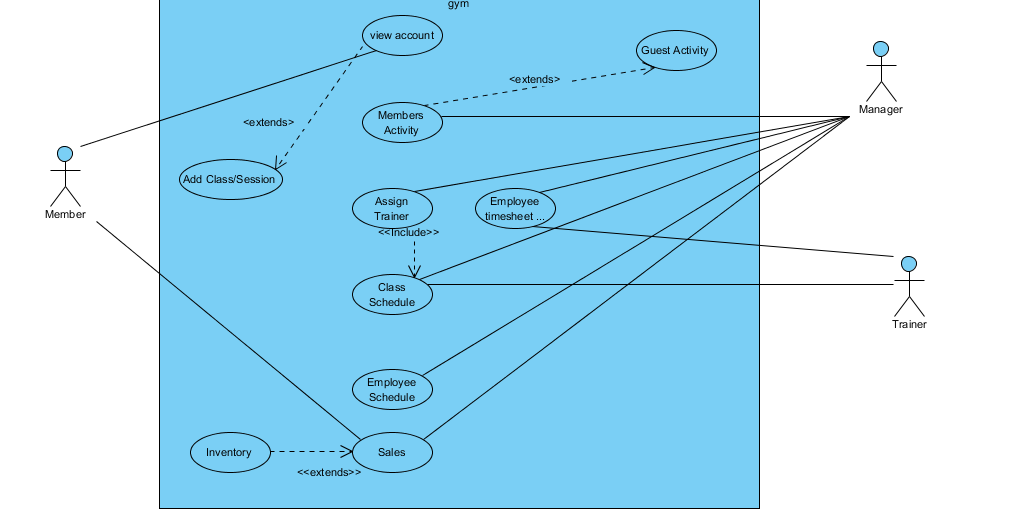 gym
view account
Guest Activity
<extends>
Manager
Members
Activity
<extends>
Add Class/Session
Member
Assign
Trainer
Employee
timesheet ...
<<Include>>
Class
Schedule
Trainer
Employee
Schedule
Inventory
Sales
<<extends>>